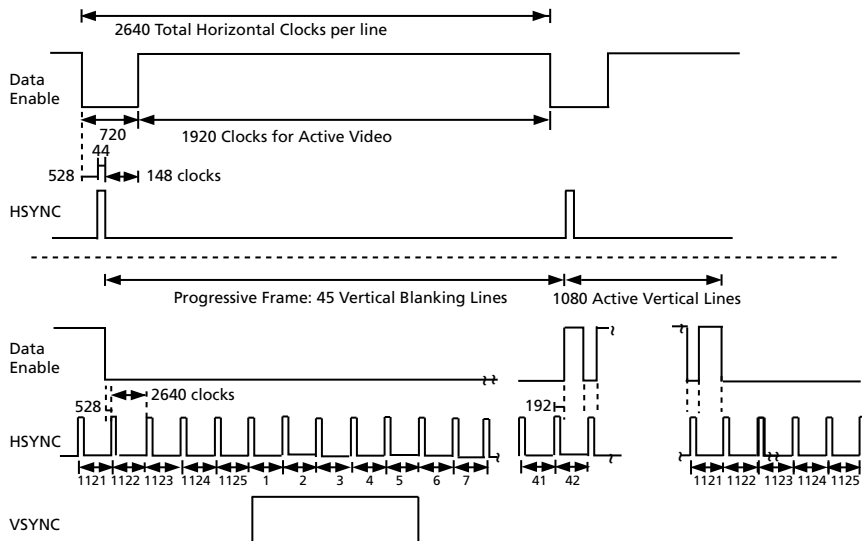 2640 Total Horizontal Clocks per line
Data
Enable
720
1920 Clocks for Active Video
44
528
148 clocks
HSYNC
Progressive Frame: 45 Vertical Blanking Lines
1080 Active Vertical Lines
Data
Enable
2640 clocks
528
192
HSYNC
1121 1122 1123 1124 1125 1 2 3 4 5 6 7 41 42 1121 1122 1123 1124 1125
VSYNC